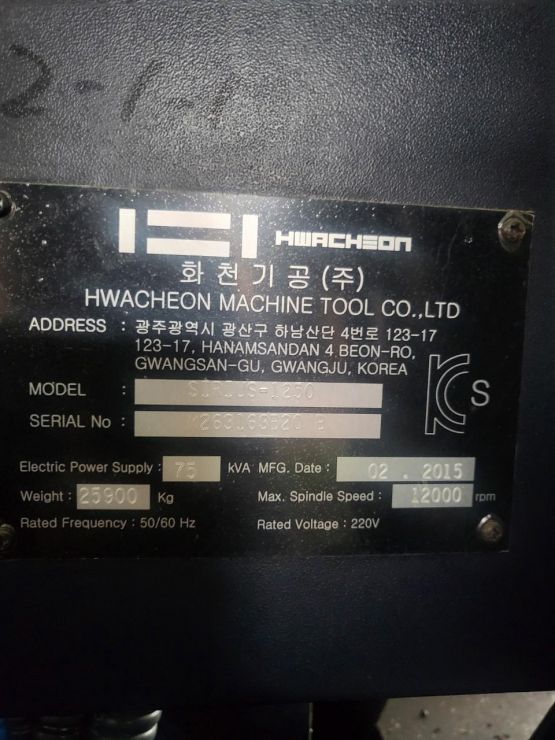 2-1-1
HWACHEON
화천기공(주)
HWACHEON MACHINE TOOL CO.,LTD
ADDRESS : 광주광역시 광산구 하남산단 4번로 123-17
123-17, HANAMSANDAN 4 BEON-RO,
GWANGSAN-GU, GWANGJU, KOREA
MODEL : SIRIUS-1250
SERIAL No :
Electric Power Supply : 75 kVA MFG. Date : 02 . 2015
Weight : 25900 Kg Max. Spindle Speed : 12000 rpm
Rated Frequency : 50/60 Hz Rated Voltage : 220V
S